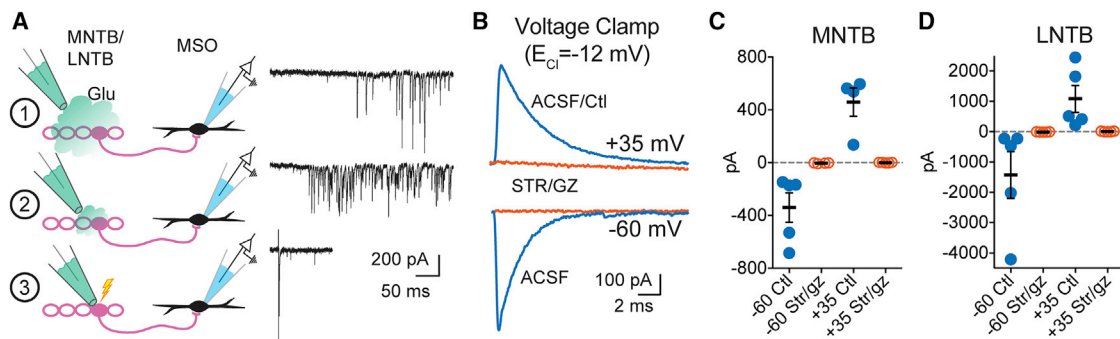 A
MNTB/
LNTB
MSO
Glu
1
2
3
200 pA
50 ms
B
Voltage Clamp
(ECl=-12 mV)
ACSF/Ctl
+35 mV
STR/GZ
-60 mV
ACSF
100 pA
2 ms
C
MNTB
800
400
0
-400
-800
pA
-60 Ctl
-60 Str/gz
+35 Ctl
+35 Str/gz
D
LNTB
2000
1000
0
-1000
-2000
-3000
-4000
pA
-60 Ctl
-60 Str/gz
+35 Ctl
+35 Str/gz